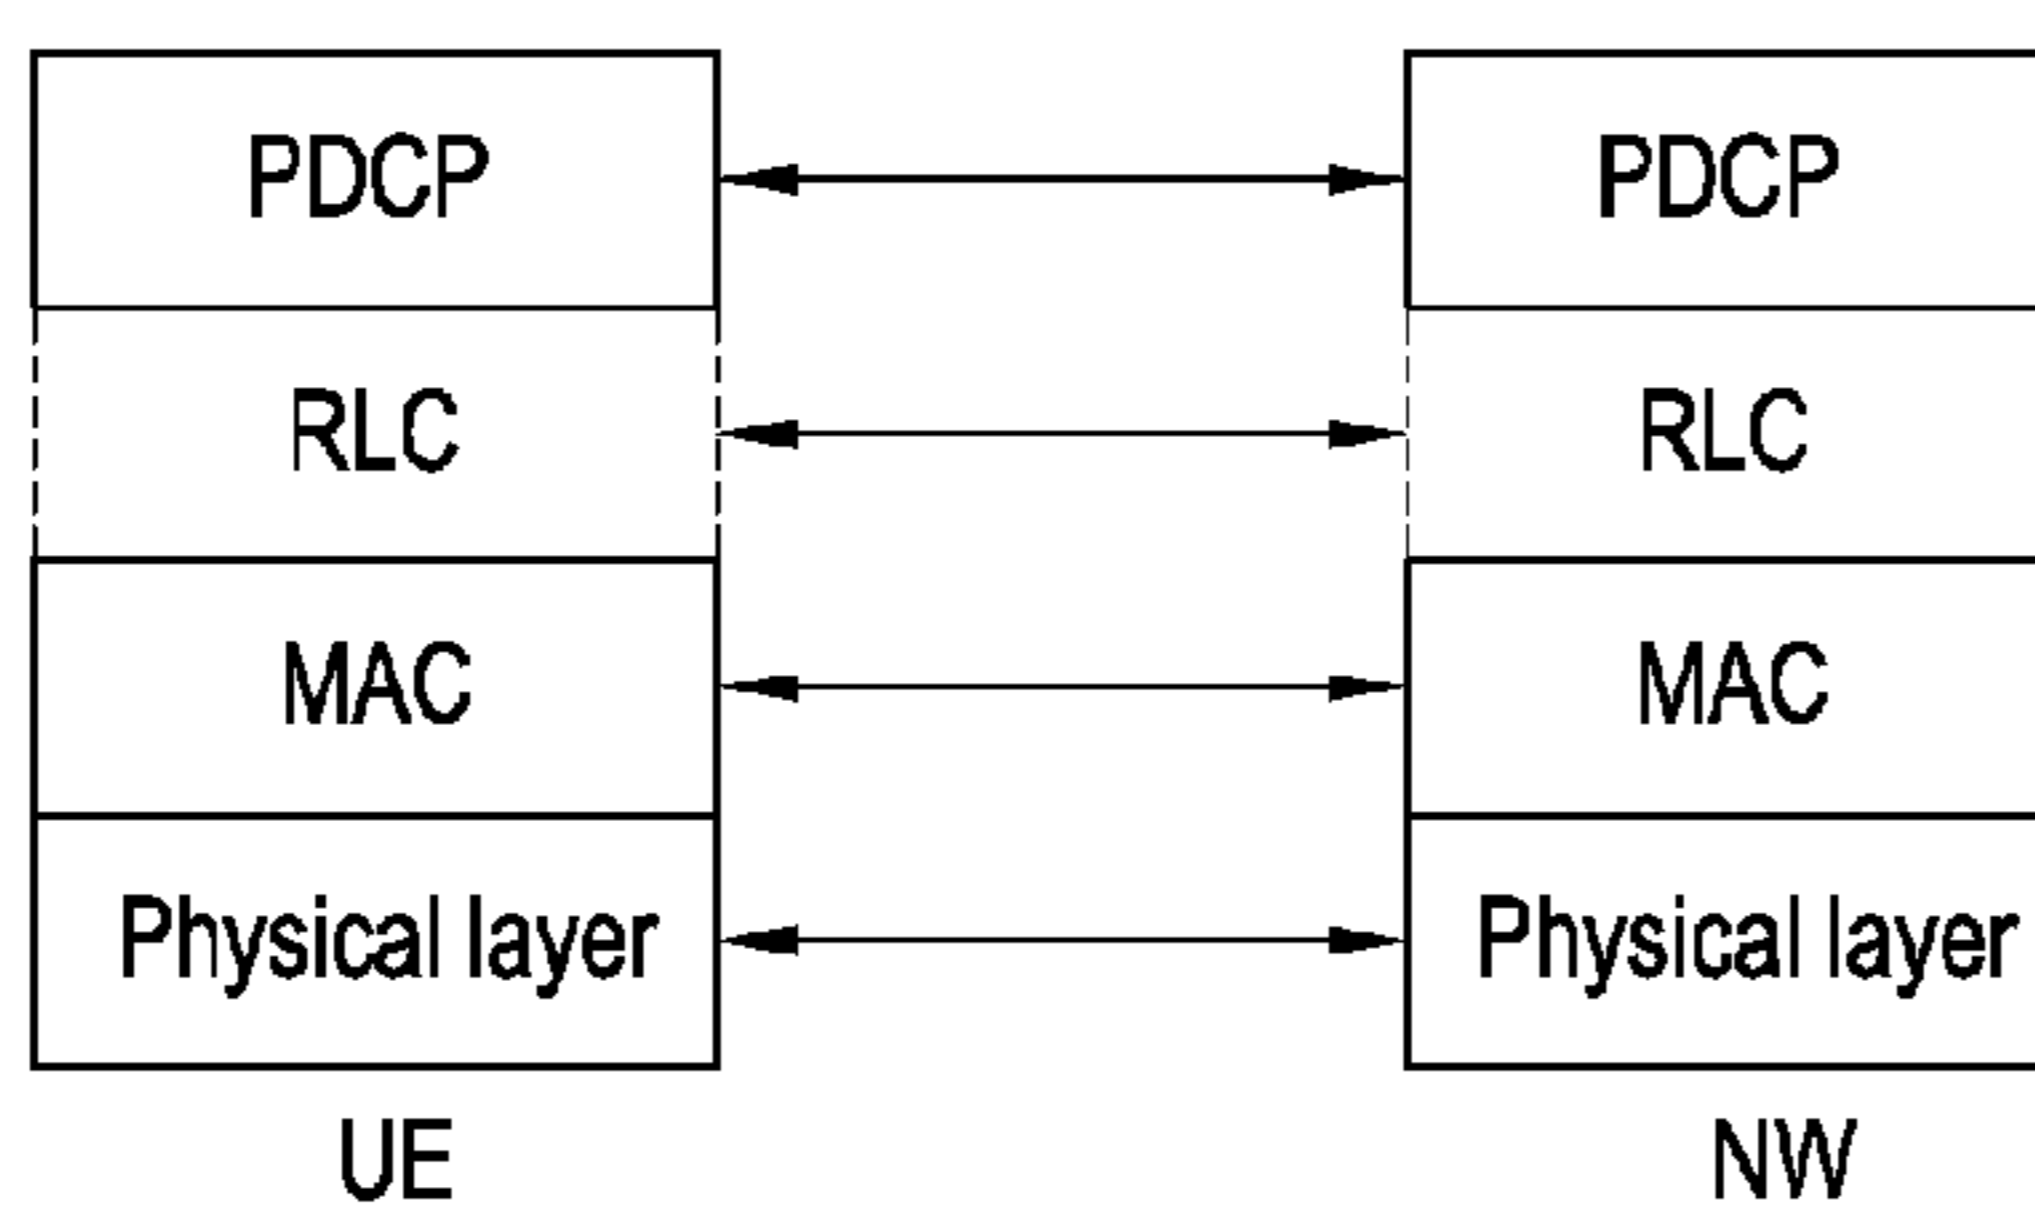 PDCP PDCP
RLC RLC
MAC MAC
Physical layer Physical layer
UE NW